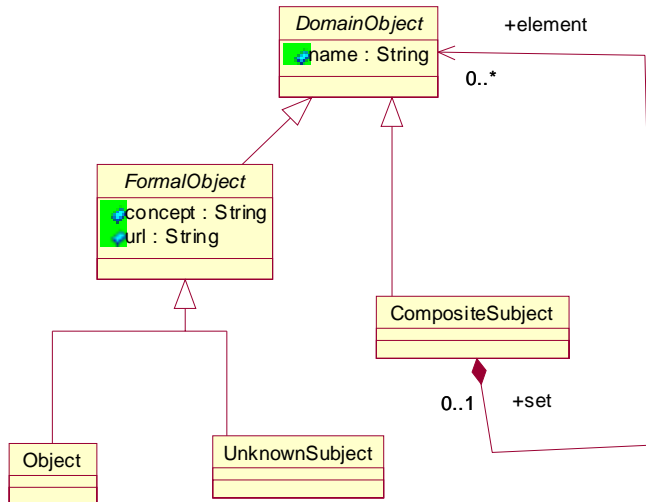 DomainObject
name : String
+element
0..*
FormalObject
concept : String
url : String
CompositeSubject
0..1
+set
Object
UnknownSubject